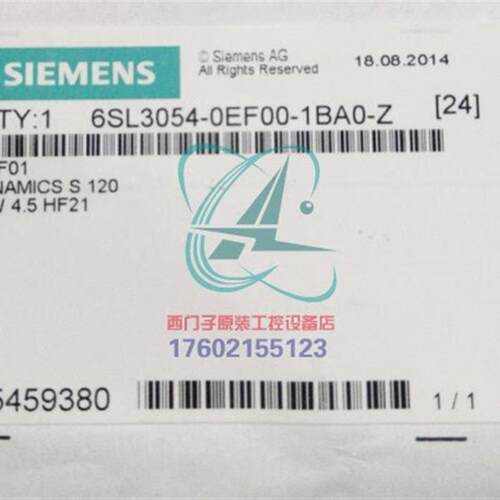 SIEMENS
© Siemens AG
All Rights Reserved
18.08.2014
TY:1 6SL3054-0EF00-1BA0-Z [24]
F01
NAMICS S 120
/ 4.5 HF21
西门子原装工控设备店
17602155123
5459380
1 / 1